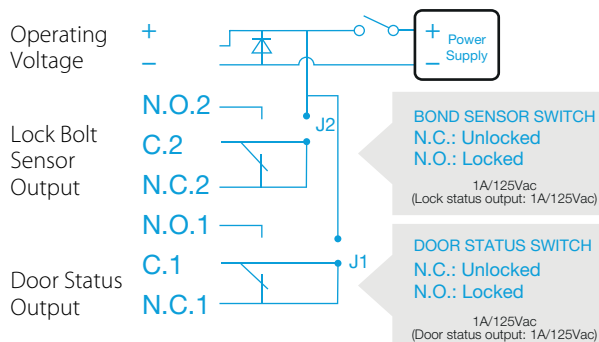 Operating
Voltage
+
–
+
–
Power
Supply
Lock Bolt
Sensor
Output
N.O.2
C.2
N.C.2
J2
BOND SENSOR SWITCH
N.C.: Unlocked
N.O.: Locked
1A/125Vac
(Lock status output: 1A/125Vac)
Door Status
Output
N.O.1
C.1
N.C.1
J1
DOOR STATUS SWITCH
N.C.: Unlocked
N.O.: Locked
1A/125Vac
(Door status output: 1A/125Vac)